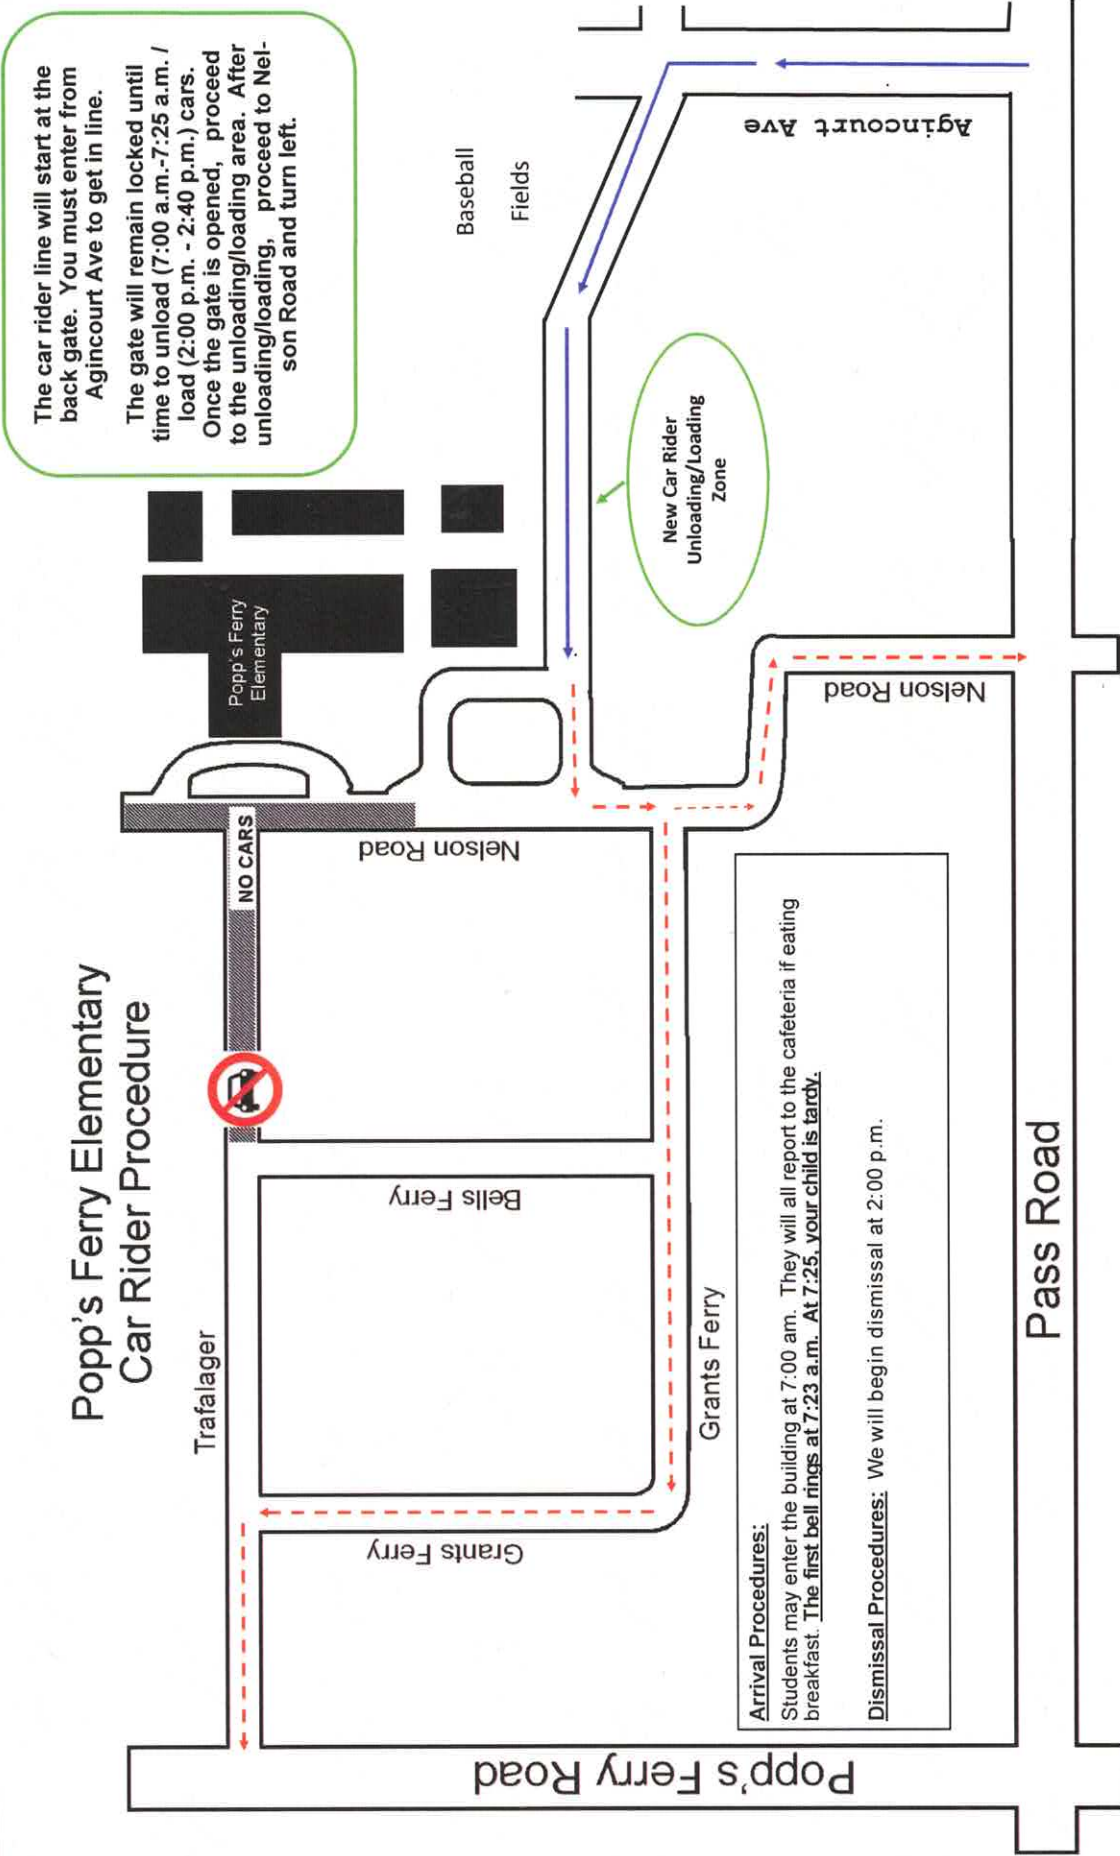 Popp's Ferry Elementary
Car Rider Procedure
The car rider line will start at the
back gate. You must enter from
Agincourt Ave to get in line.
The gate will remain locked until
time to unload (7:00 a.m.-7:25 a.m. /
load (2:00 p.m. - 2:40 p.m.) cars.
Once the gate is opened, proceed
to the unloading/loading area. After
unloading/loading, proceed to Nel-
son Road and turn left.
Trafalager
NO CARS
Popp's Ferry
Elementary
Baseball
Fields
Nelson Road
Bells Ferry
Grants Ferry
Grants Ferry
New Car Rider
Unloading/Loading
Zone
Agincourt Ave
Nelson Road
Popp's Ferry Road
Arrival Procedures:
Students may enter the building at 7:00 am. They will all report to the cafeteria if eating
breakfast. The first bell rings at 7:23 a.m. At 7:25, your child is tardy.
Dismissal Procedures: We will begin dismissal at 2:00 p.m.
Pass Road